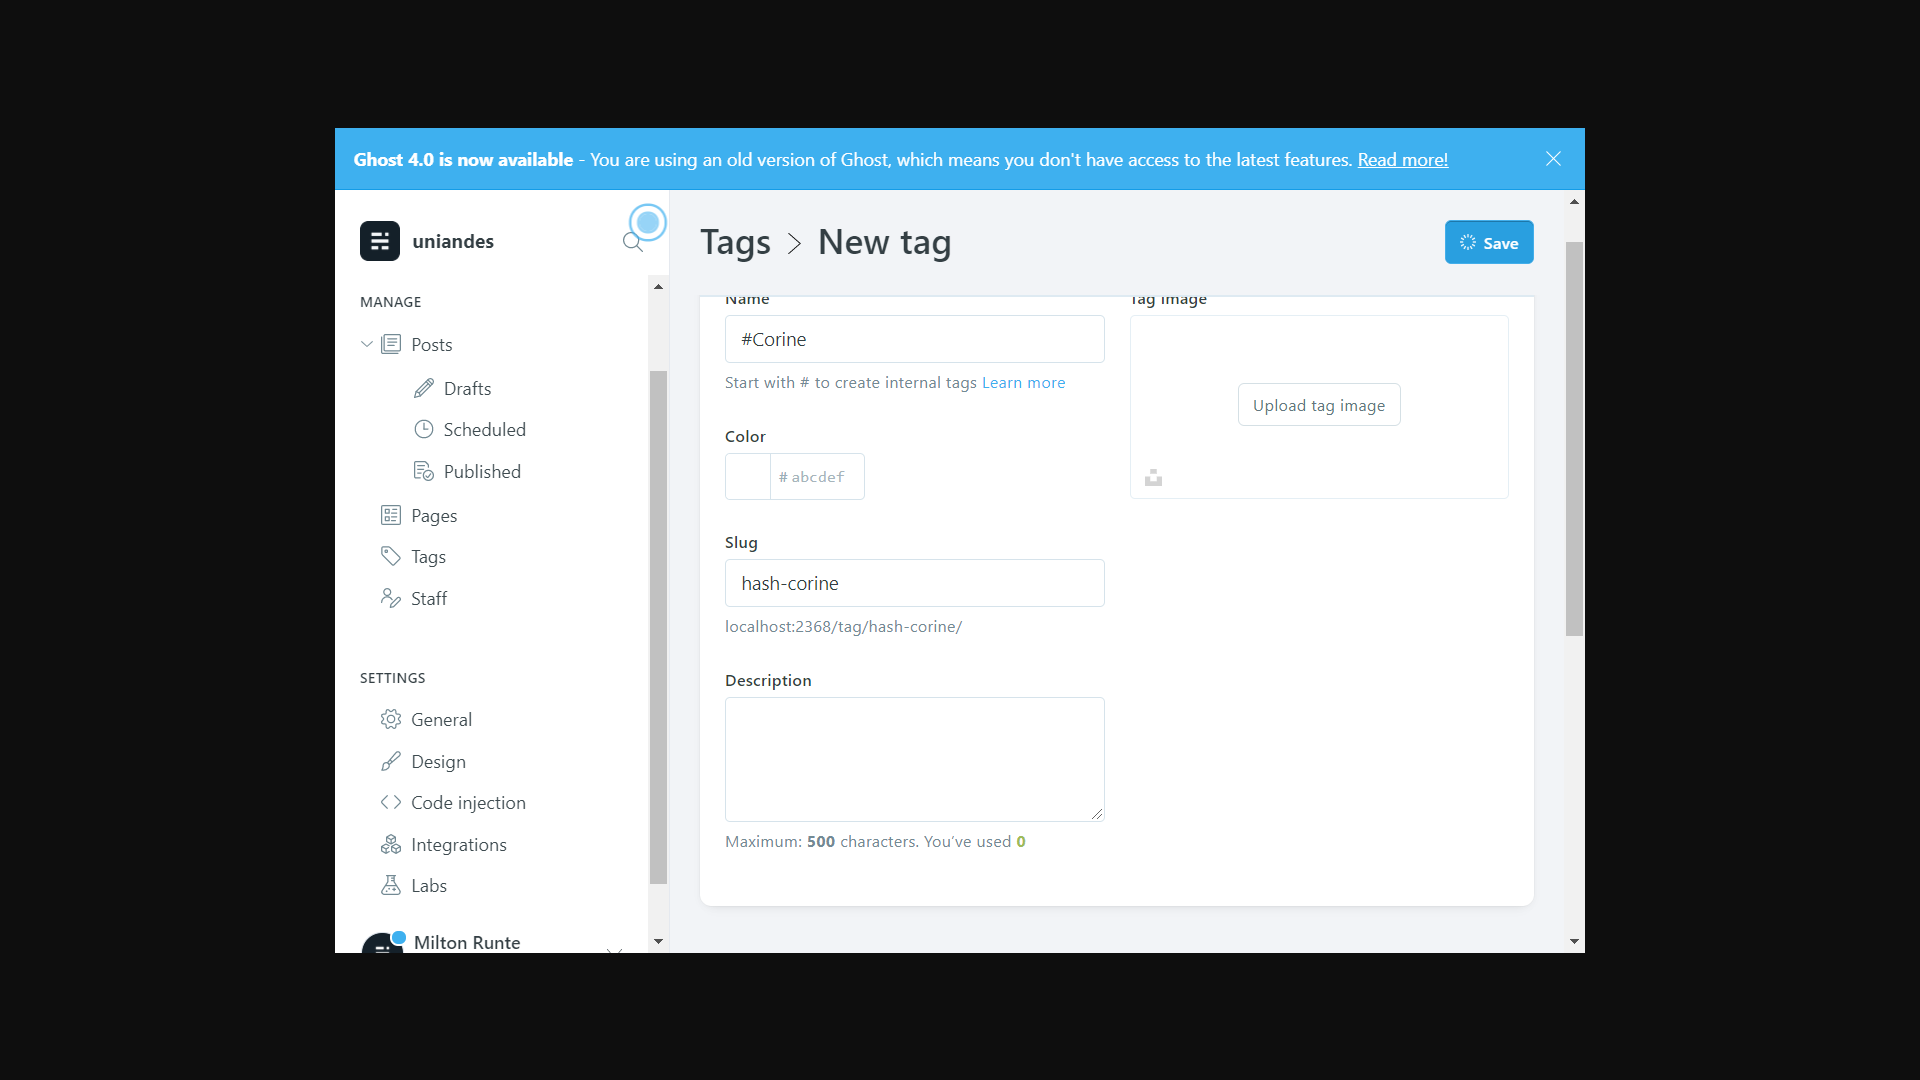 Ghost 4.0 is now available - You are using an old version of Ghost, which means you don't have access to the latest features. Read more!
uniandes
Tags > New tag
Save
MANAGE
Posts
Drafts
Scheduled
Published
Pages
Tags
Staff
SETTINGS
General
Design
Code injection
Integrations
Labs
Milton Runte
Name
#Corine
Start with # to create internal tags Learn more
Color
# abcdef
Slug
hash-corine
localhost:2368/tag/hash-corine/
Description
Maximum: 500 characters. You’ve used 0
Tag image
Upload tag image